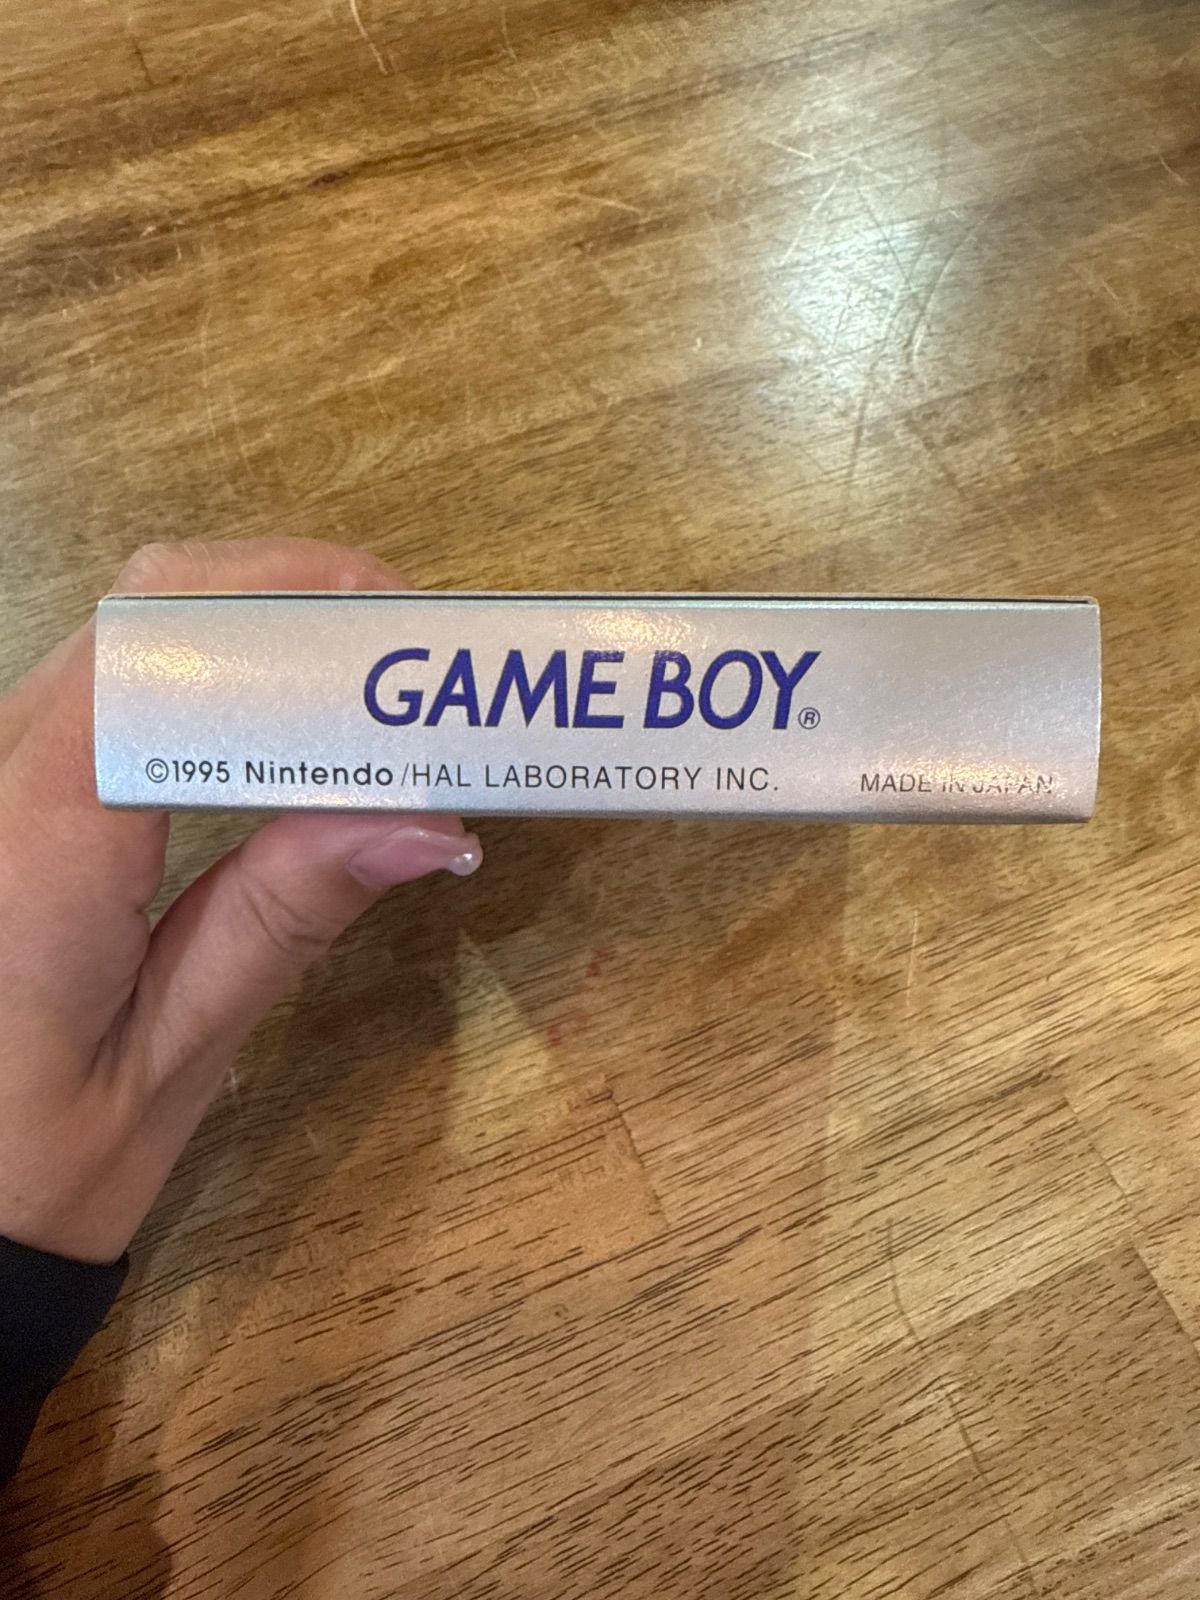 GAME BOY®
©1995 Nintendo/HAL LABORATORY INC. MADE IN JAPAN